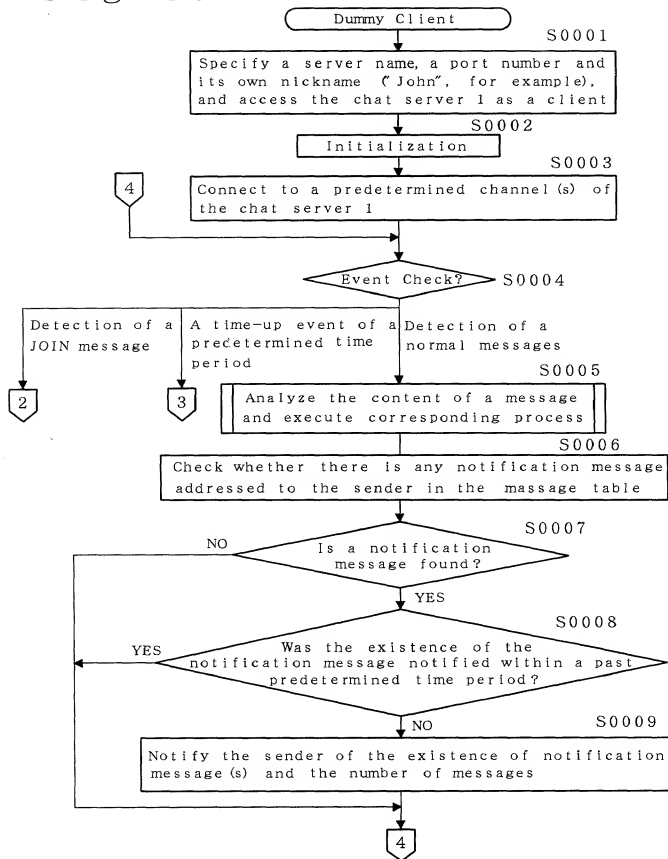 Dummy Client
S0001
Specify a server name, a port number and
its own nickname ("John", for example),
and access the chat server 1 as a client
S0002
Initialization
S0003
4
Connect to a predetermined channel(s) of
the chat server 1
Event Check?
S0004
Detection of a
JOIN message
A time-up event of a
predetermined time
period
Detection of a
normal messages
S0005
2
3
Analyze the content of a message
and execute corresponding process
S0006
Check whether there is any notification message
addressed to the sender in the massage table
S0007
NO
Is a notification
message found?
YES
S0008
YES
Was the existence of the
notification message notified within a past
predetermined time period?
NO
S0009
Notify the sender of the existence of notification
message(s) and the number of messages
4